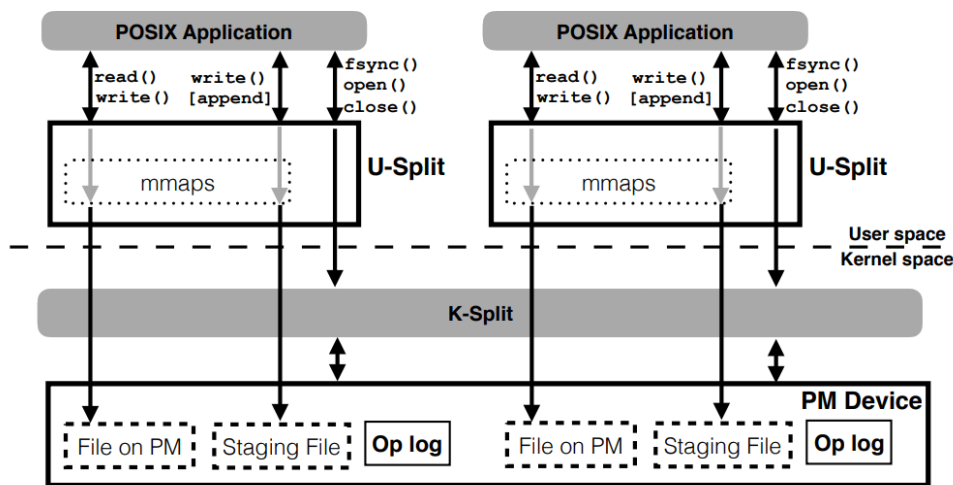 POSIX Application
POSIX Application
read()
write()
write()
[append]
fsync()
open()
close()
read()
write()
write()
[append]
fsync()
open()
close()
mmaps
U-Split
mmaps
U-Split
User space
Kernel space
K-Split
PM Device
File on PM
Staging File
Op log
File on PM
Staging File
Op log